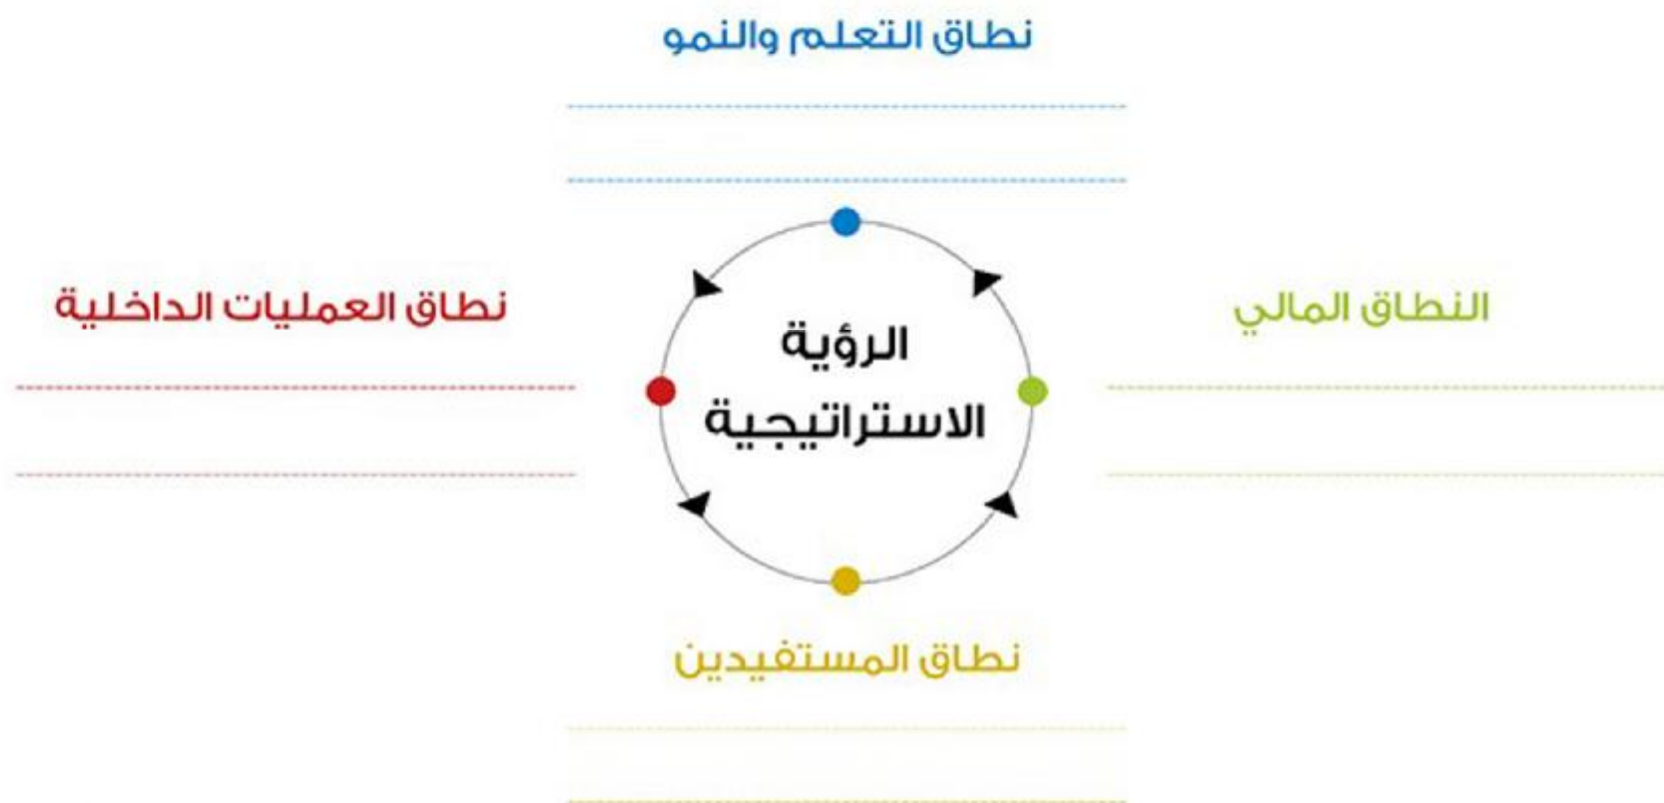 نطاق التعلم والنمو
النطاق المالي
نطاق العمليات الداخلية
الرؤية
الاستراتيجية
نطاق المستفيدين